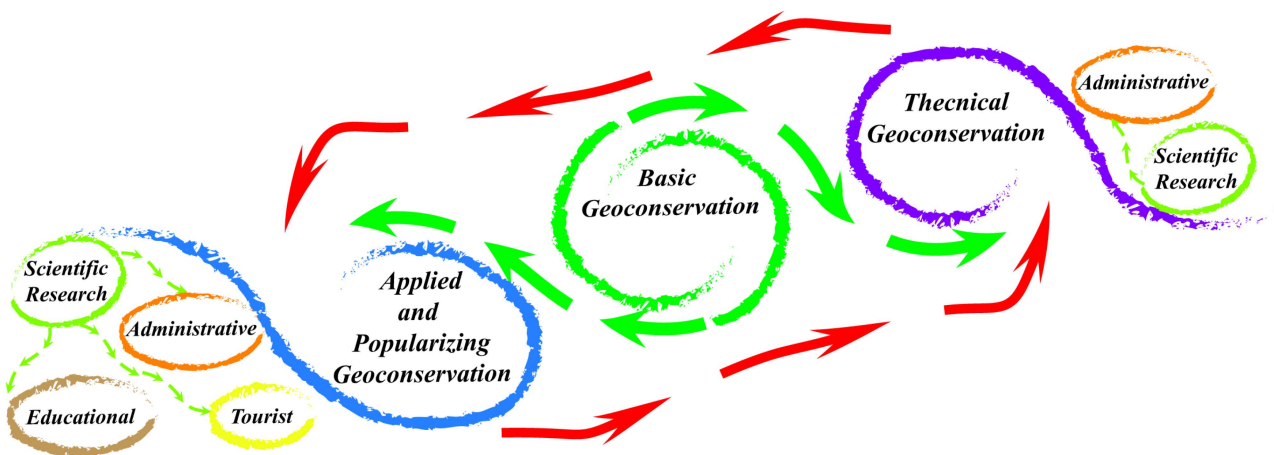 Thecnical
Geoconservation
Administrative
Scientific
Research
Basic
Geoconservation
Applied
and
Popularizing
Geoconservation
Scientific
Research
Administrative
Educational
Tourist